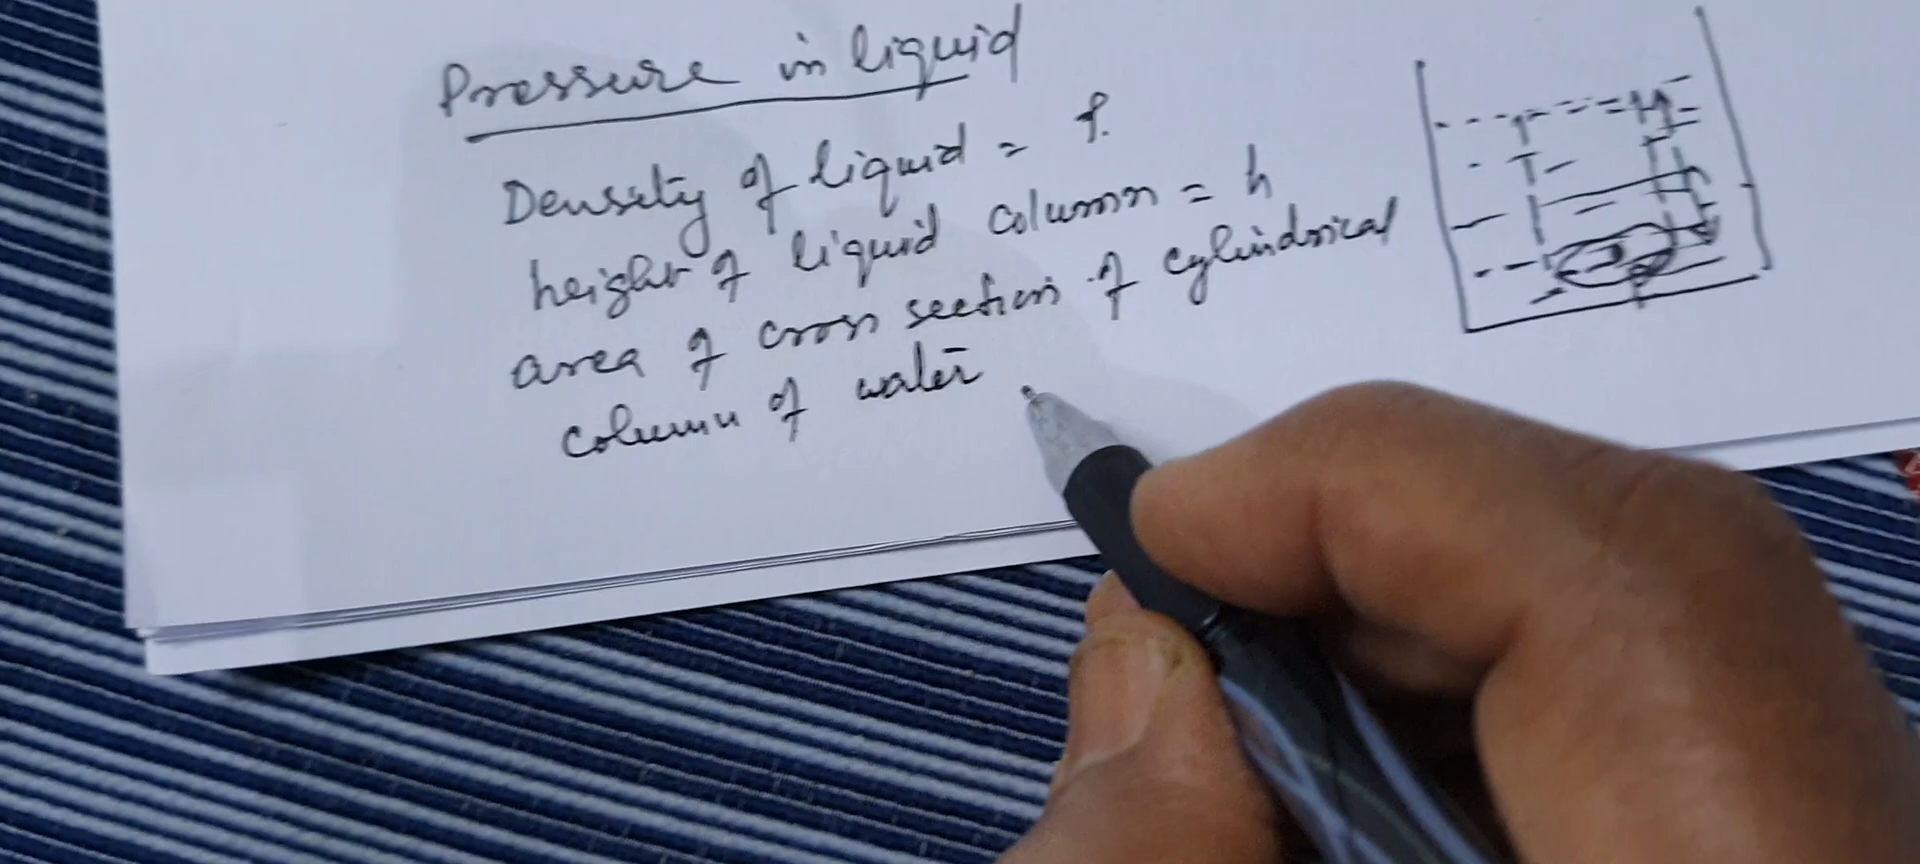 Pressure in liquid
Density of liquid = ρ.
height of liquid column = h
area of cross section of cylindrical
column of water